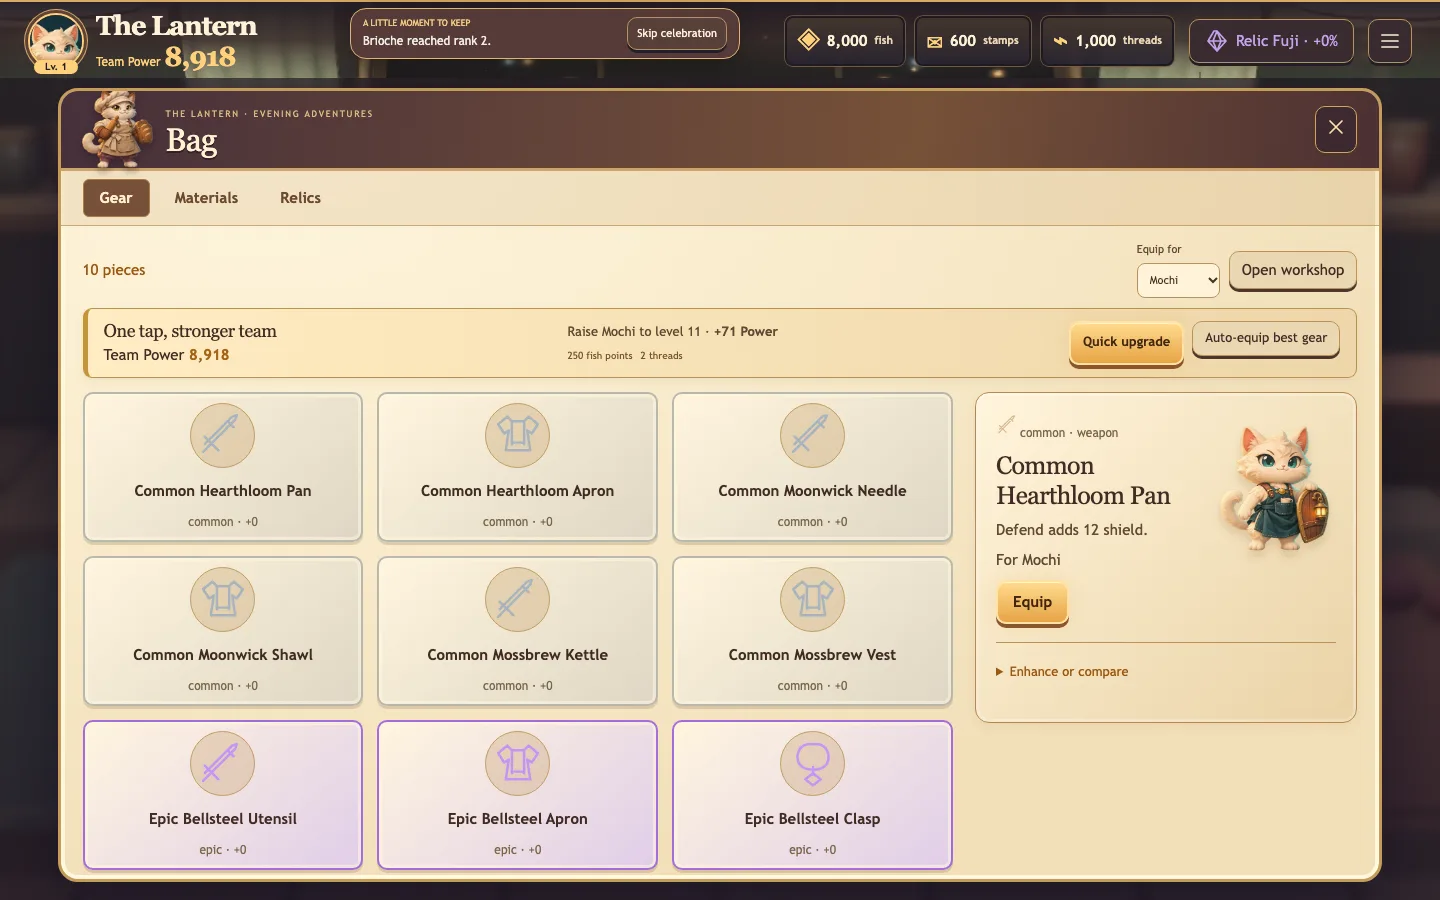 The Lantern
Team Power 8,918
Lv. 1
A LITTLE MOMENT TO KEEP
Brioche reached rank 2.
Skip celebration
8,000 fish
600 stamps
1,000 threads
Relic Fuji · +0%
THE LANTERN · EVENING ADVENTURES
Bag
Gear
Materials
Relics
10 pieces
Equip for
Mochi
Open workshop
One tap, stronger team
Team Power 8,918
Raise Mochi to level 11 · +71 Power
250 fish points 2 threads
Quick upgrade
Auto-equip best gear
Common Hearthloom Pan
common · +0
Common Hearthloom Apron
common · +0
Common Moonwick Needle
common · +0
Common Moonwick Shawl
common · +0
Common Mossbrew Kettle
common · +0
Common Mossbrew Vest
common · +0
Epic Bellsteel Utensil
epic · +0
Epic Bellsteel Apron
epic · +0
Epic Bellsteel Clasp
epic · +0
common · weapon
Common
Hearthloom Pan
Defend adds 12 shield.
For Mochi
Equip
Enhance or compare